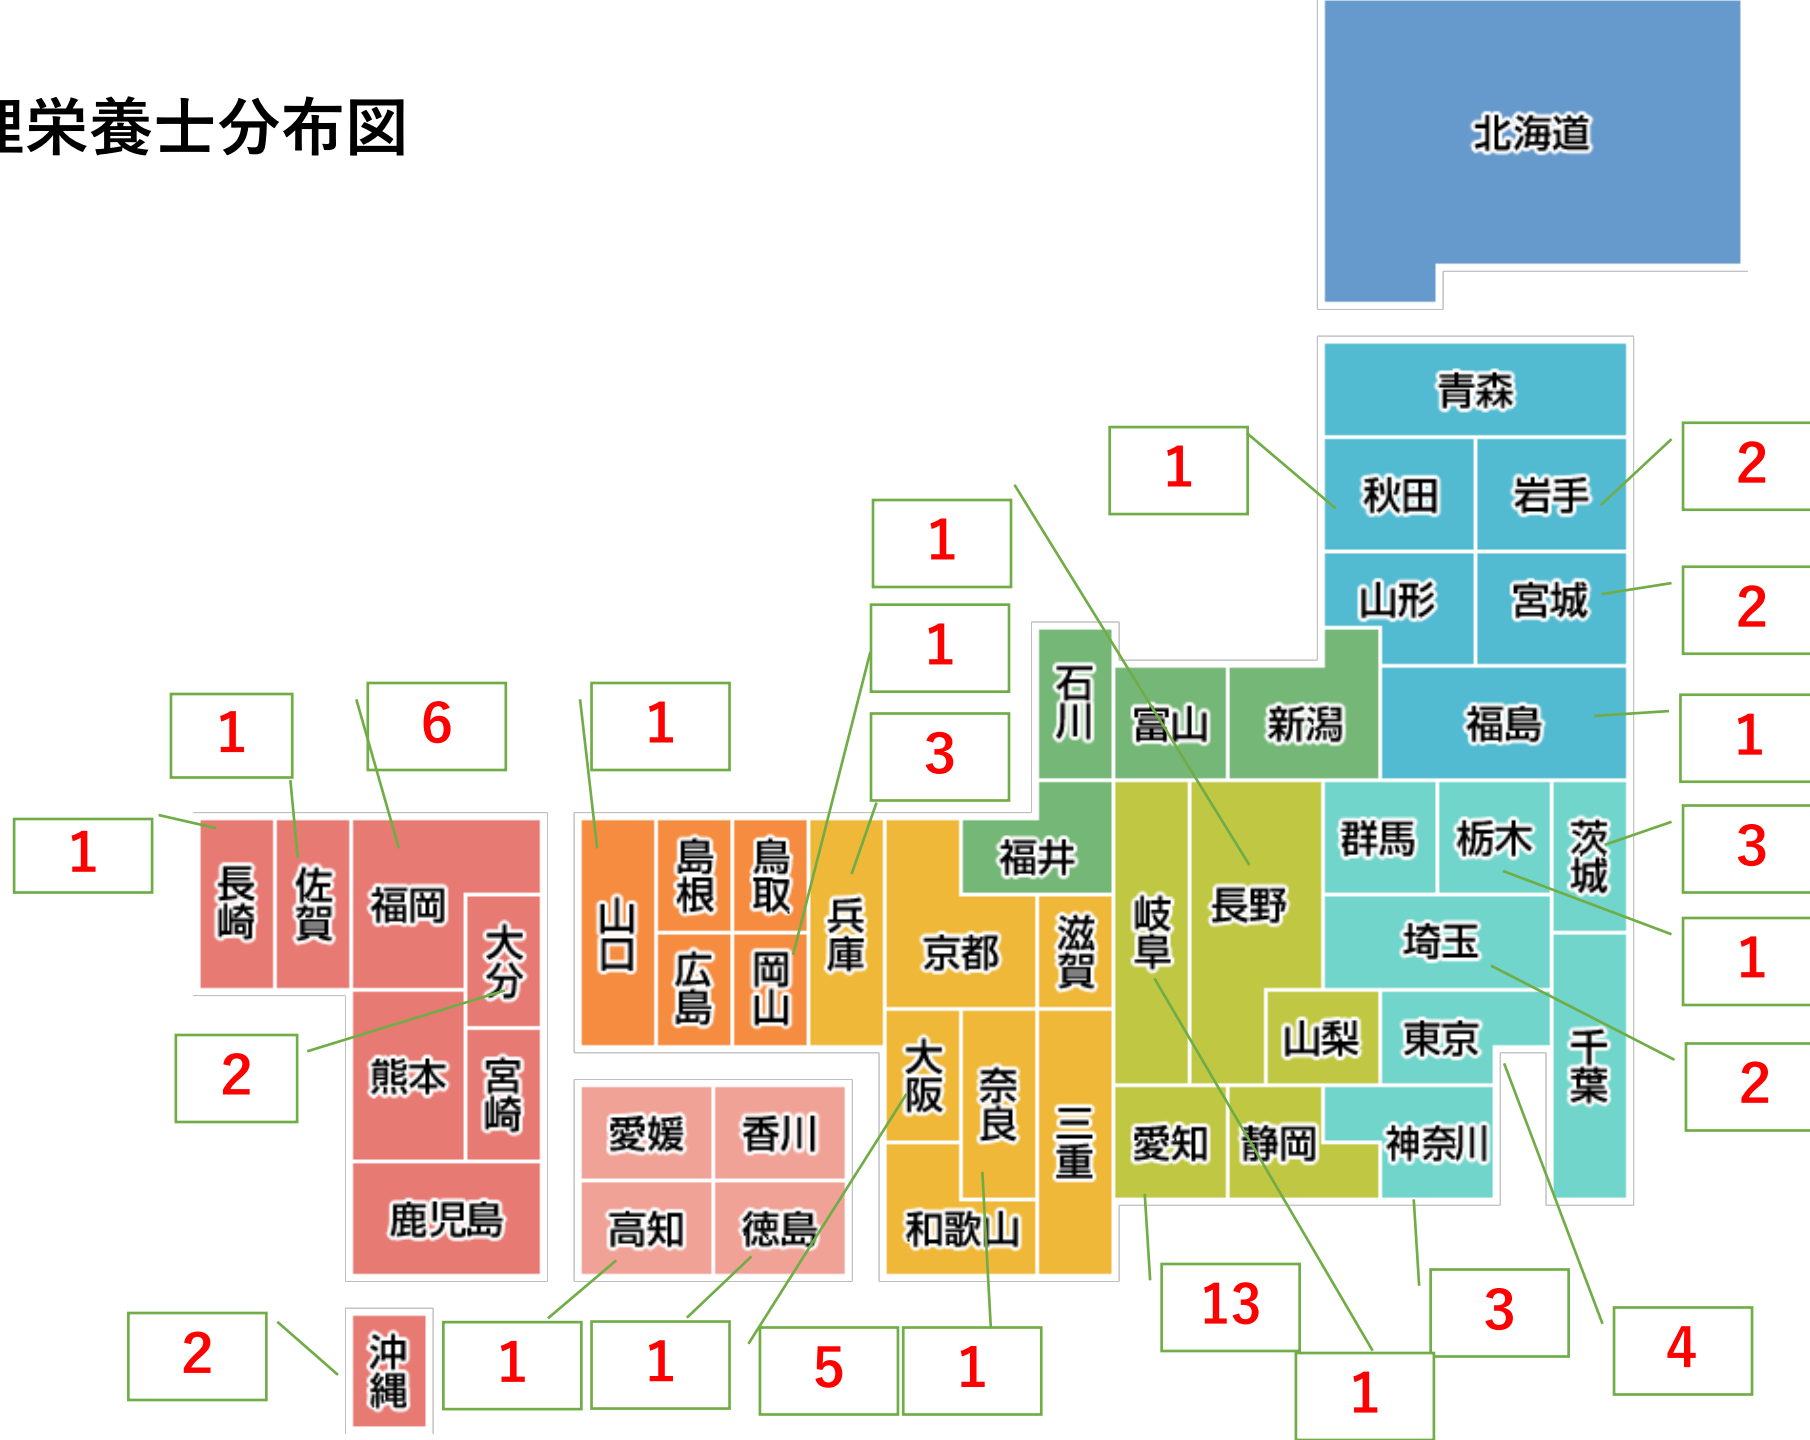 理栄養士分布図
北海道
青森
1
2
秋田
岩手
1
2
山形
宮城
1
石川
1
6
1
富山
新潟
福島
1
1
3
福井
群馬
栃木
茨城
3
1
長崎
佐賀
福岡
山口
島根
鳥取
兵庫
京都
滋賀
岐阜
長野
埼玉
1
大分
広島
岡山
山梨
東京
千葉
2
2
熊本
宮崎
大阪
奈良
三重
愛知
静岡
神奈川
愛媛
香川
鹿児島
高知
徳島
和歌山
2
沖縄
1
1
5
1
13
1
3
4